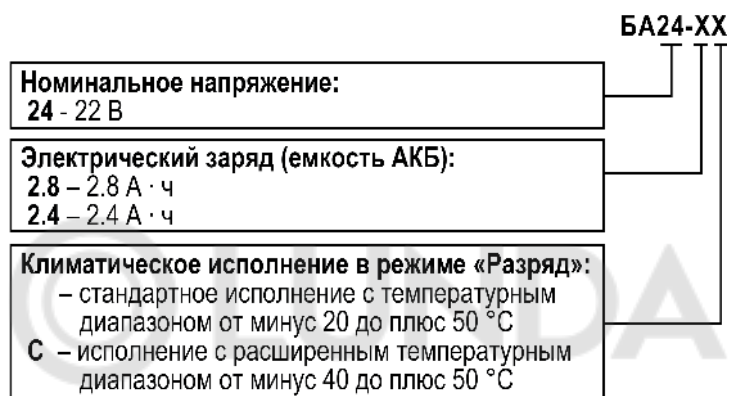 БА24-XX
Номинальное напряжение:
24 - 22 В
Электрический заряд (емкость АКБ):
2.8 – 2.8 А · ч
2.4 – 2.4 А · ч
Климатическое исполнение в режиме «Разряд»:
– стандартное исполнение с температурным
диапазоном от минус 20 до плюс 50 °C
С – исполнение с расширенным температурным
диапазоном от минус 40 до плюс 50 °C
LUNDA